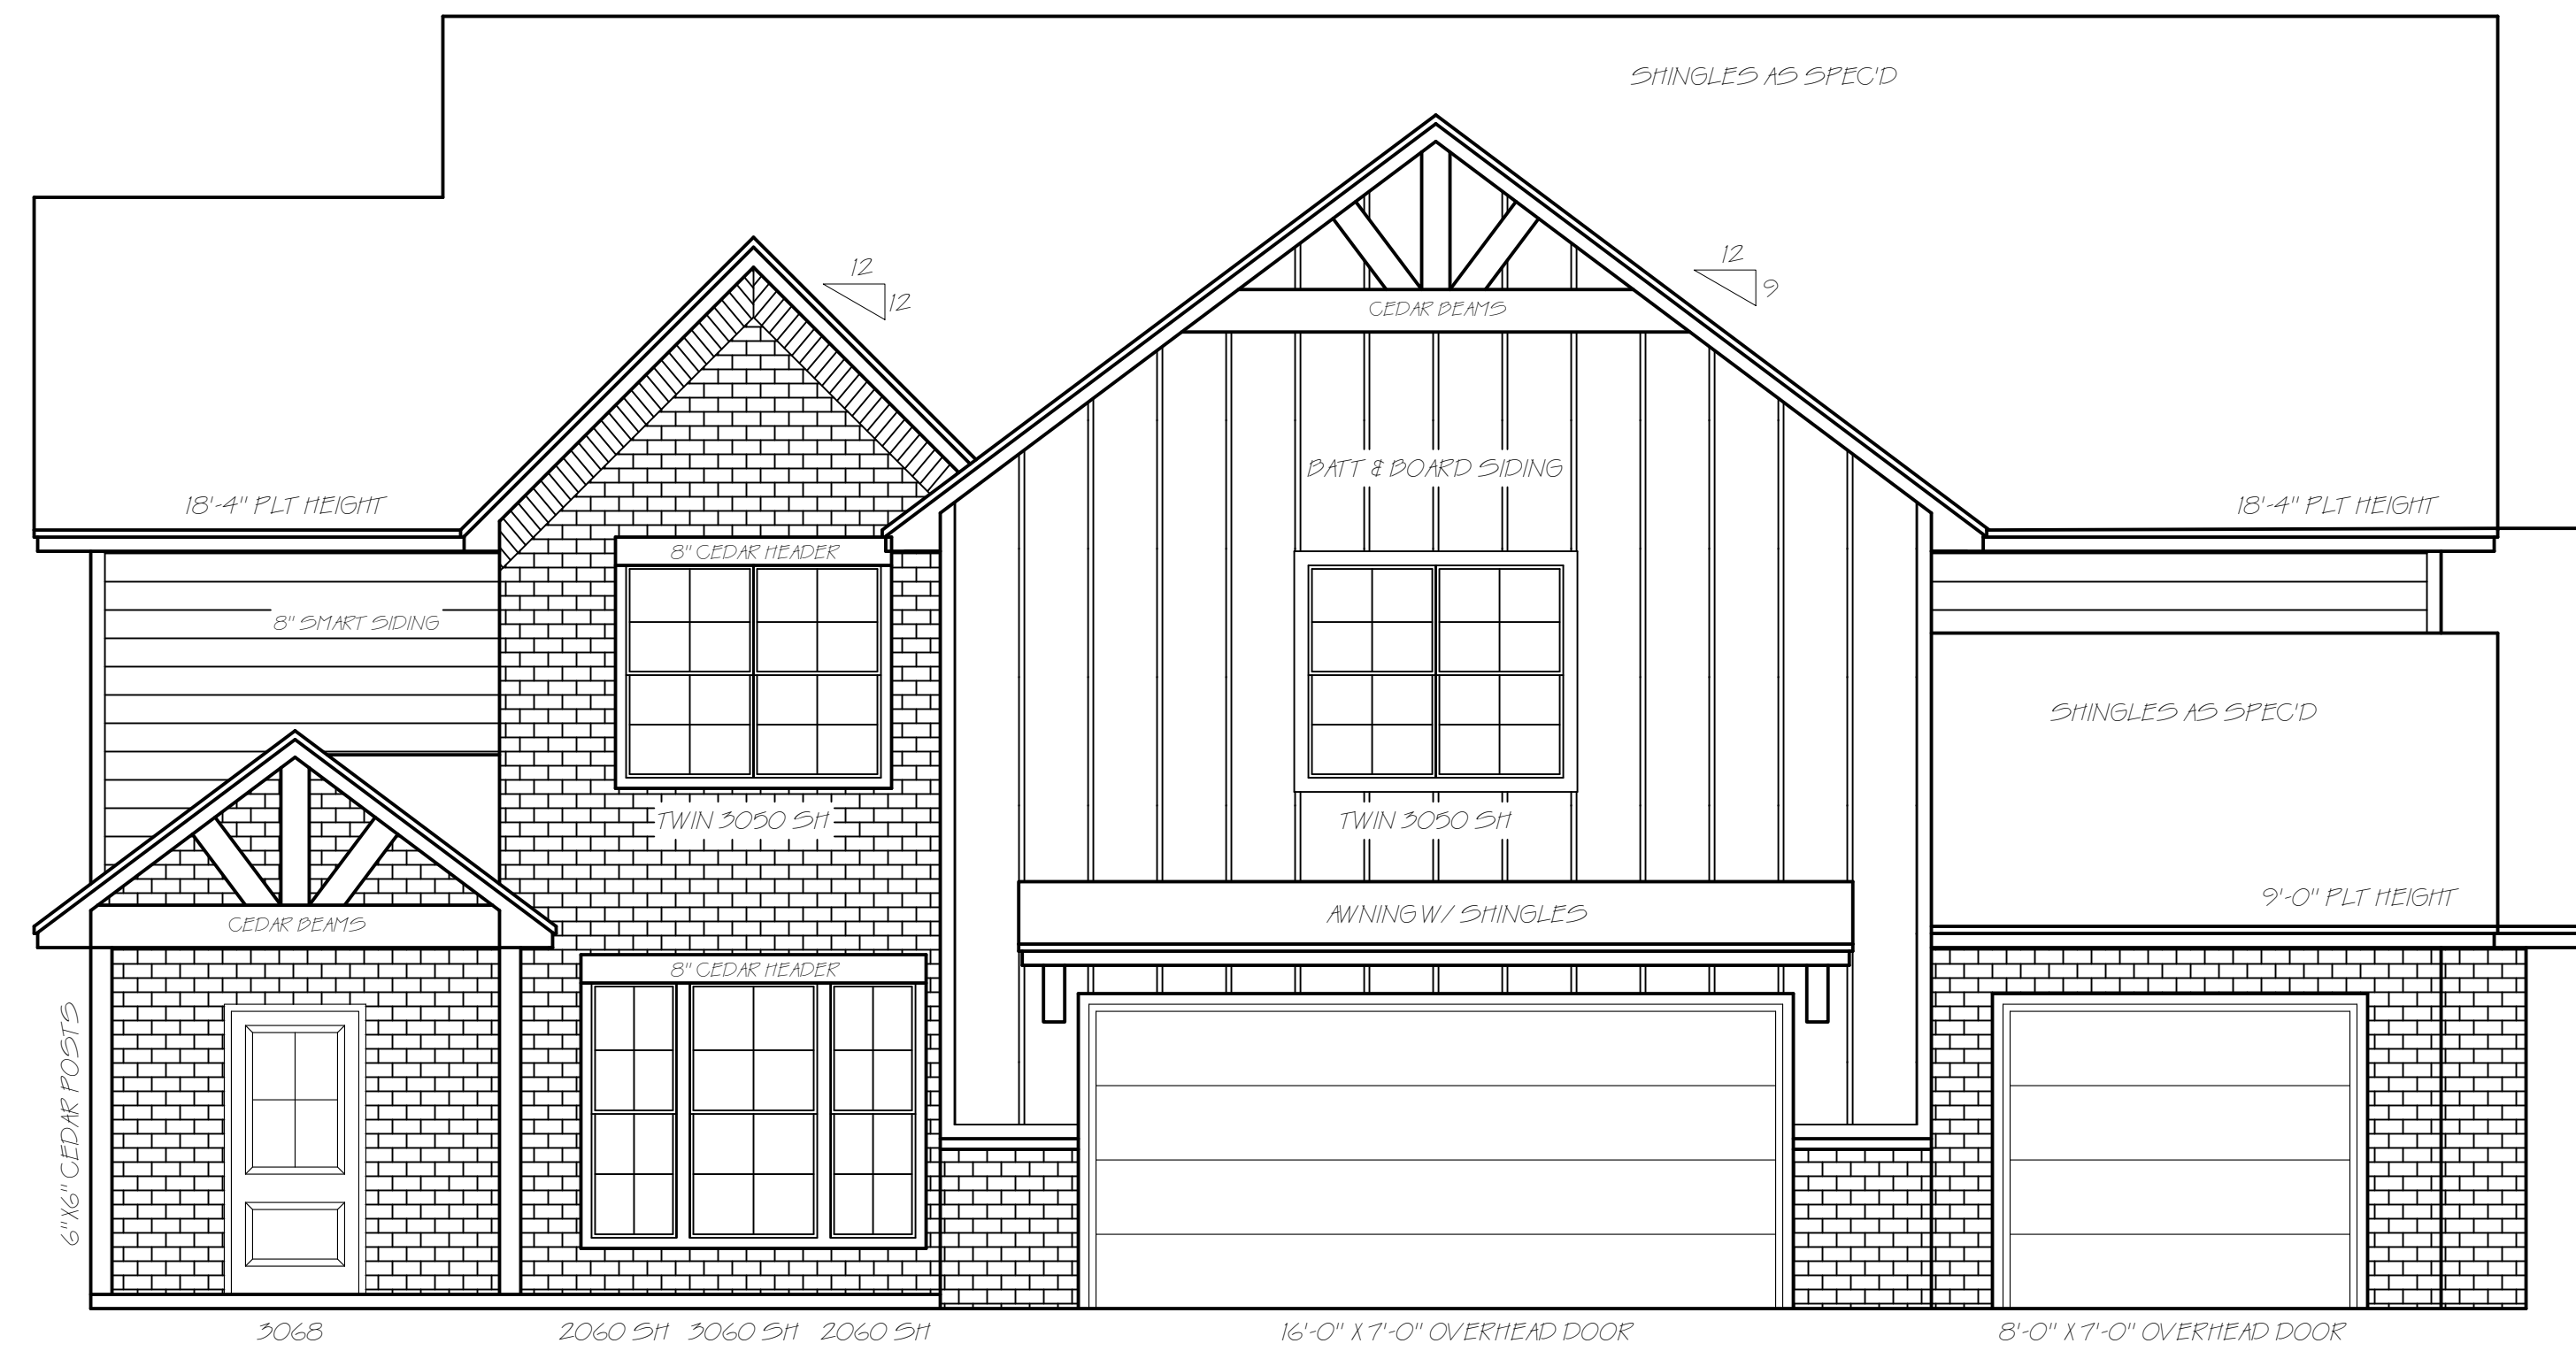 SHINGLES AS SPEC'D
12
12
12
9
CEDAR BEAMS
BATT & BOARD SIDING
18'-4" PLT HEIGHT
18'-4" PLT HEIGHT
8" CEDAR HEADER
8" SMART SIDING
SHINGLES AS SPEC'D
TWIN 3050 SH
TWIN 3050 SH
9'-0" PLT HEIGHT
AWNING W/ SHINGLES
CEDAR BEAMS
8" CEDAR HEADER
6"X6" CEDAR POSTS
3068
2060 SH 3060 SH 2060 SH
16'-0" X 7'-0" OVERHEAD DOOR
8'-0" X 7'-0" OVERHEAD DOOR